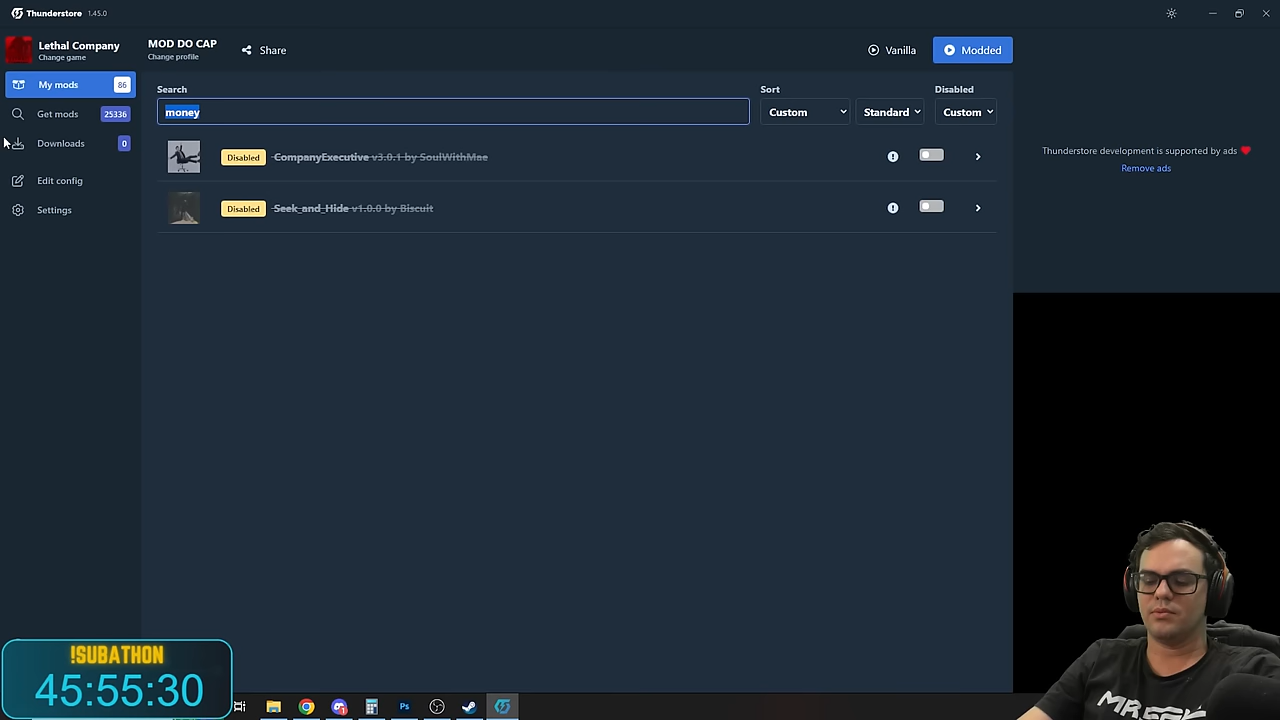 Thunderstore 1.45.0
Lethal Company
Change game
MOD DO CAP
Change profile
Share
Vanilla
Modded
My mods 86
Get mods 25336
Downloads 0
Edit config
Settings
Search
money
Sort
Custom
Standard
Disabled
Custom
Disabled CompanyExecutive v3.0.1 by SoulWithMae
Disabled Seek_and_Hide v1.0.0 by Biscuit
Thunderstore development is supported by ads
Remove ads
!SUBATHON
45:55:30
Ps